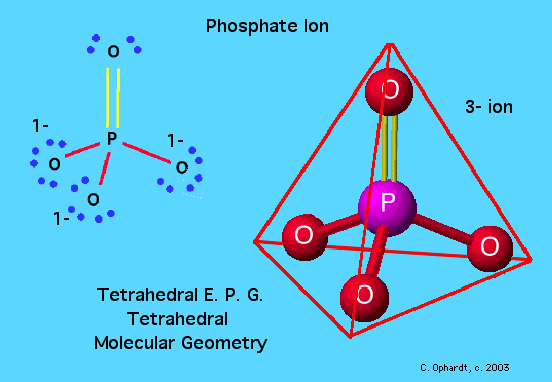 Phosphate Ion
O
P
1-
O
1-
O
1-
O
O
3- ion
P
O
O
O
Tetrahedral E. P. G.
Tetrahedral
Molecular Geometry
C. Ophardt, c. 2003